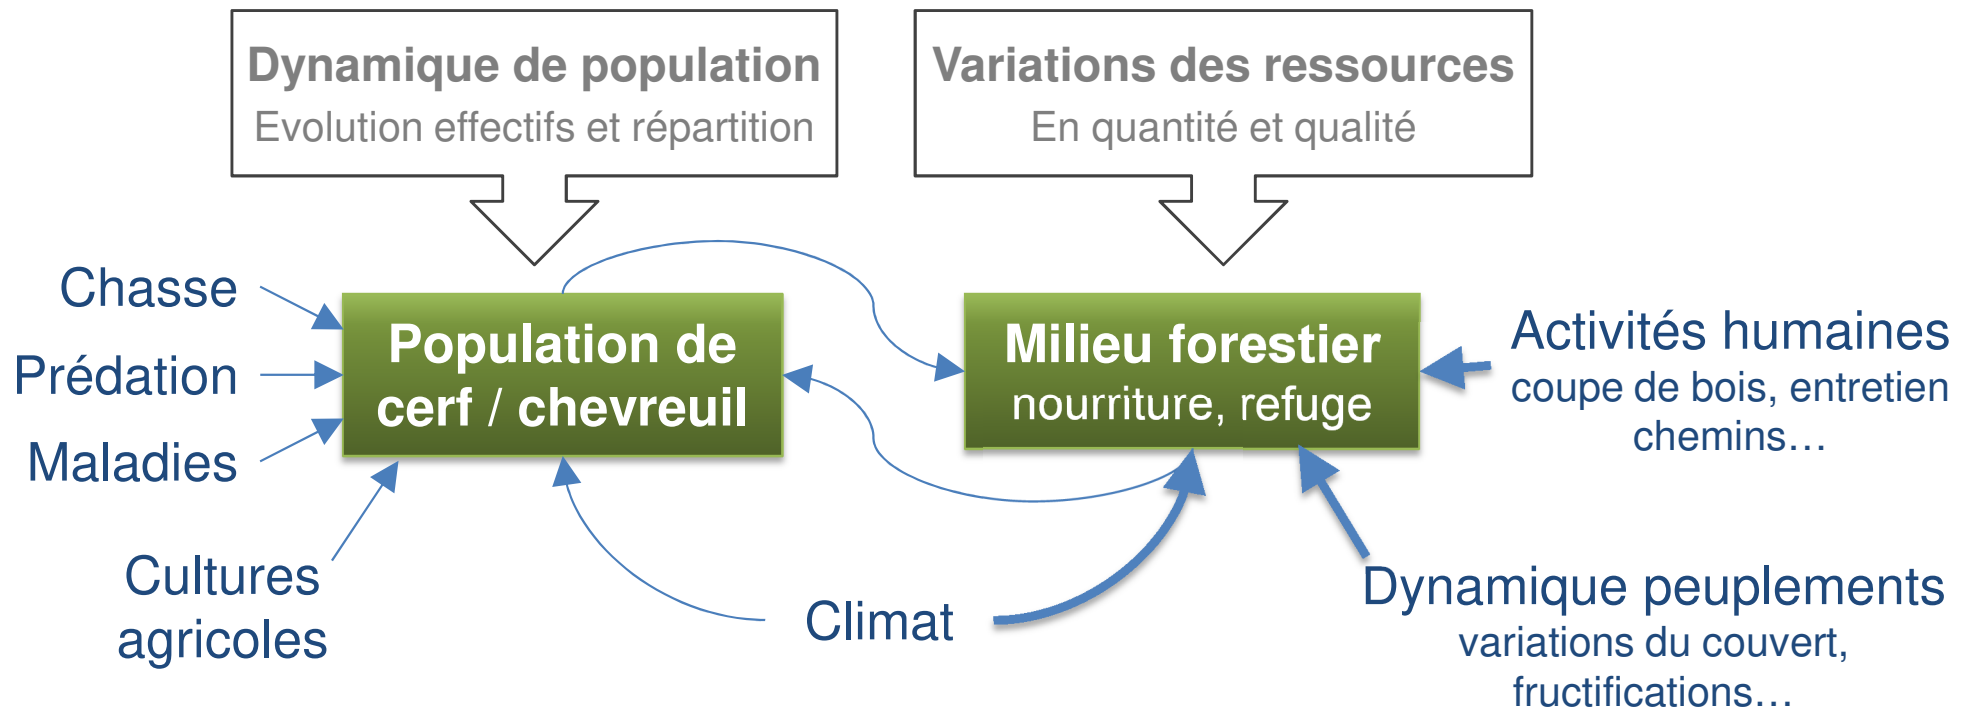 Dynamique de population
Evolution effectifs et répartition
Variations des ressources
En quantité et qualité
Chasse
Prédation
Maladies
Cultures
agricoles
Population de
cerf / chevreuil
Climat
Milieu forestier
nourriture, refuge
Activités humaines
coupe de bois, entretien
chemins…
Dynamique peuplements
variations du couvert,
fructifications…